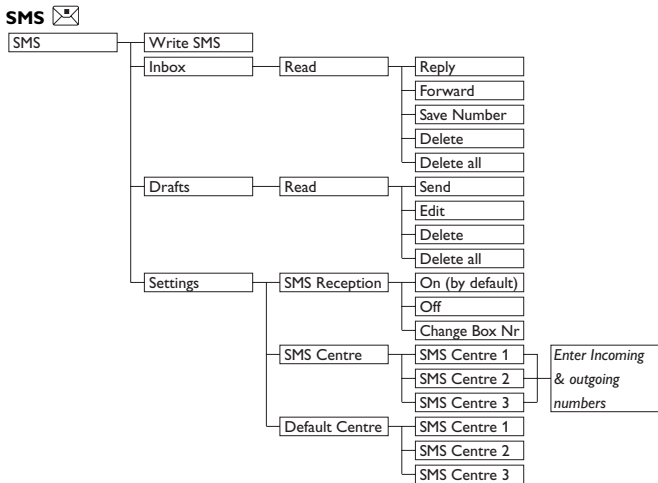 SMS
SMS
Write SMS
Inbox
Read
Reply
Forward
Save Number
Delete
Delete all
Drafts
Read
Send
Edit
Delete
Delete all
Settings
SMS Reception
On (by default)
Off
Change Box Nr
SMS Centre
SMS Centre 1
SMS Centre 2
SMS Centre 3
Enter Incoming
& outgoing
numbers
Default Centre
SMS Centre 1
SMS Centre 2
SMS Centre 3